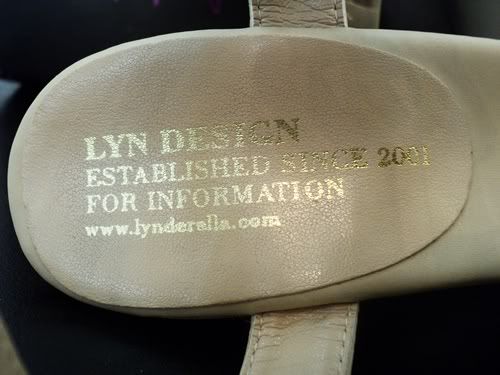 LYN DESIGN
ESTABLISHED SINCE 2001
FOR INFORMATION
www.lynderella.com